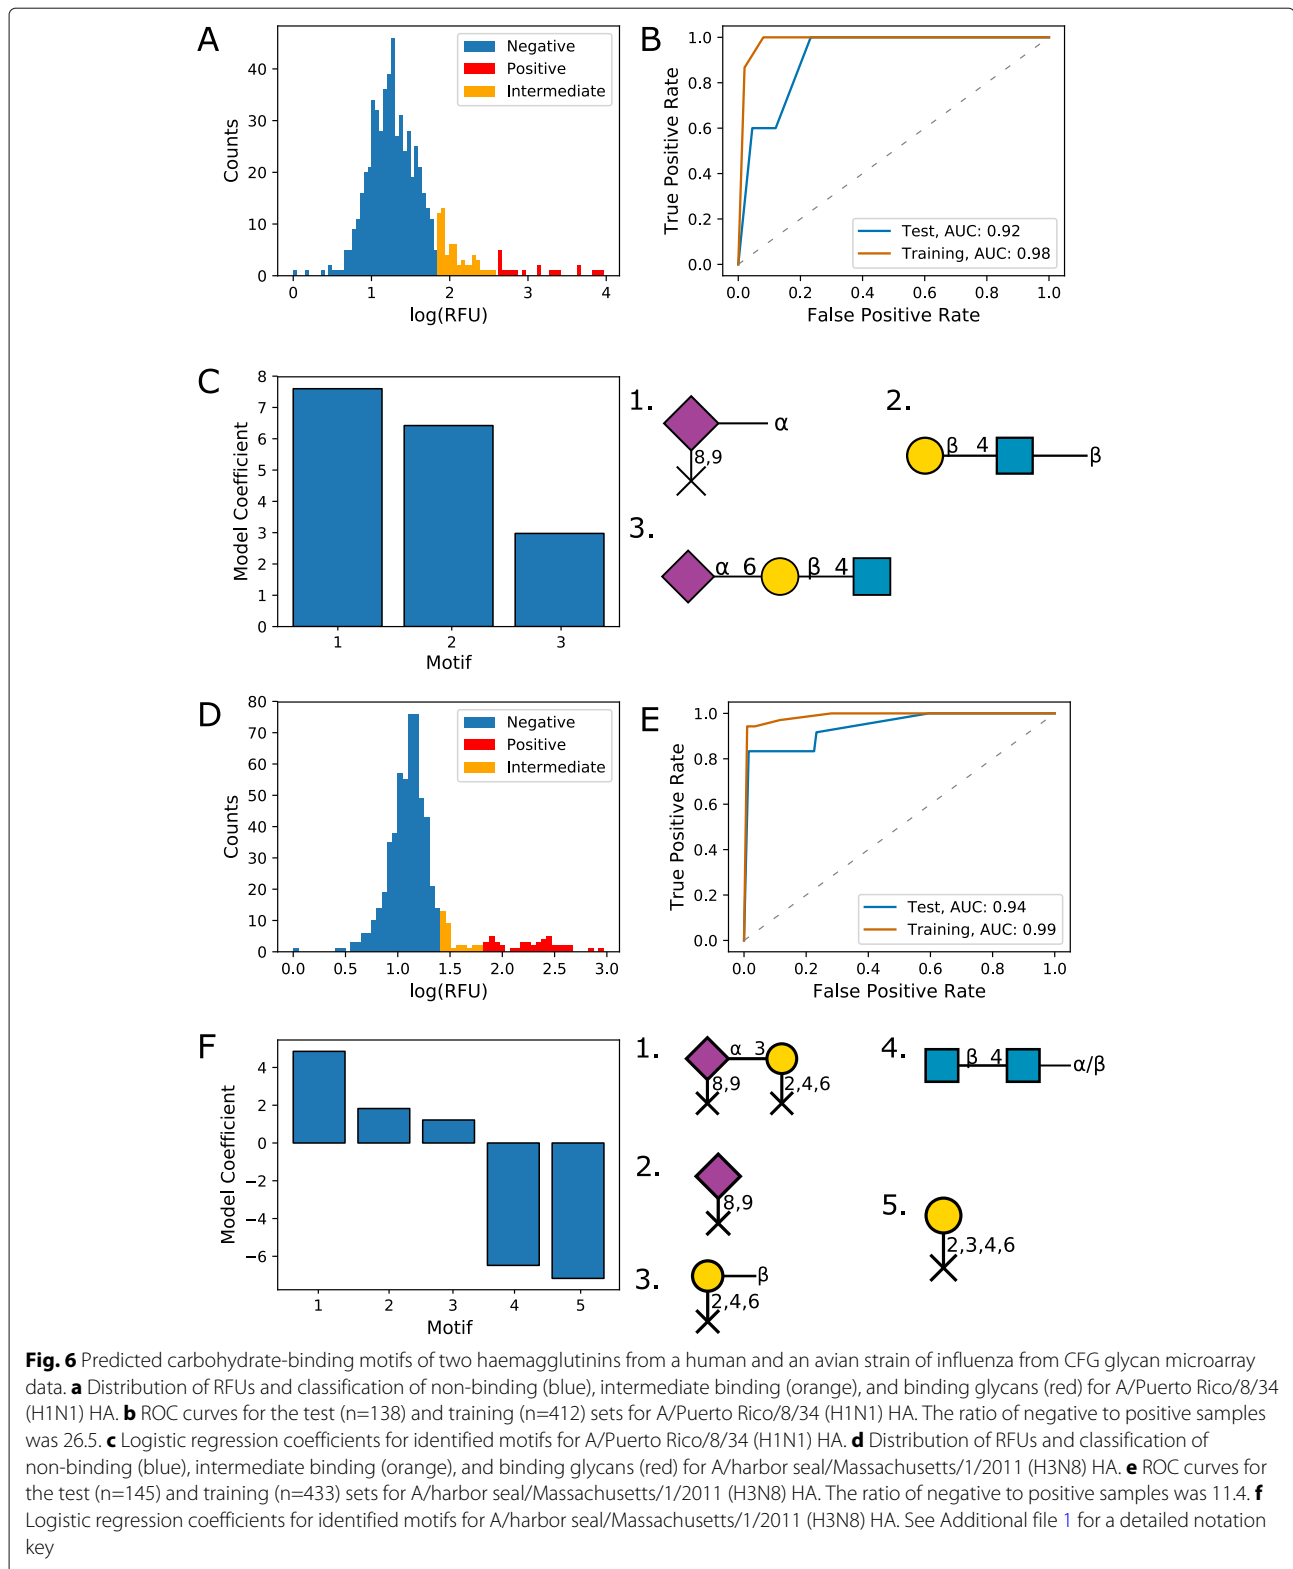 A
Negative
Positive
Intermediate
Counts
40
30
20
10
0
0
1
2
3
4
log(RFU)
B
True Positive Rate
1.0
0.8
0.6
0.4
0.2
0.0
Test, AUC: 0.92
Training, AUC: 0.98
0.0
0.2
0.4
0.6
0.8
1.0
False Positive Rate
C
Model Coefficient
8
7
6
5
4
3
2
1
0
1
2
3
Motif
1.
α
8,9
2.
β 4
β
3.
α 6
β 4
D
Negative
Positive
Intermediate
Counts
80
70
60
50
40
30
20
10
0
0.0
0.5
1.0
1.5
2.0
2.5
3.0
log(RFU)
E
True Positive Rate
1.0
0.8
0.6
0.4
0.2
0.0
Test, AUC: 0.94
Training, AUC: 0.99
0.0
0.2
0.4
0.6
0.8
1.0
False Positive Rate
F
Model Coefficient
4
2
0
−2
−4
−6
1
2
3
4
5
Motif
1.
α 3
8,9
2,4,6
2.
8,9
3.
β
2,4,6
4.
β 4
α/β
5.
2,3,4,6
Fig. 6 Predicted carbohydrate-binding motifs of two haemagglutinins from a human and an avian strain of influenza from CFG glycan microarray
data. a Distribution of RFUs and classification of non-binding (blue), intermediate binding (orange), and binding glycans (red) for A/Puerto Rico/8/34
(H1N1) HA. b ROC curves for the test (n=138) and training (n=412) sets for A/Puerto Rico/8/34 (H1N1) HA. The ratio of negative to positive samples
was 26.5. c Logistic regression coefficients for identified motifs for A/Puerto Rico/8/34 (H1N1) HA. d Distribution of RFUs and classification of
non-binding (blue), intermediate binding (orange), and binding glycans (red) for A/harbor seal/Massachusetts/1/2011 (H3N8) HA. e ROC curves for
the test (n=145) and training (n=433) sets for A/harbor seal/Massachusetts/1/2011 (H3N8) HA. The ratio of negative to positive samples was 11.4. f
Logistic regression coefficients for identified motifs for A/harbor seal/Massachusetts/1/2011 (H3N8) HA. See Additional file 1 for a detailed notation
key